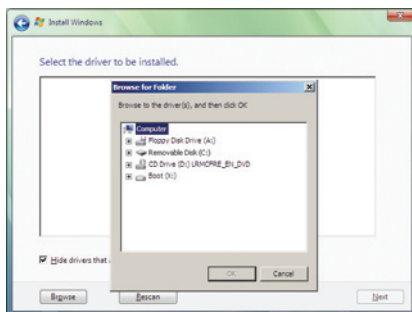 Install Windows
Select the driver to be installed.
Browse for Folder
Browse to the driver(s), and then click OK
Computer
Floppy Disk Drive (A:)
Removable Disk (C:)
CD Drive (D:) LRMCFRE_EN_DVD
Boot (X:)
Hide drivers that
OK
Cancel
Browse
Rescan
Next